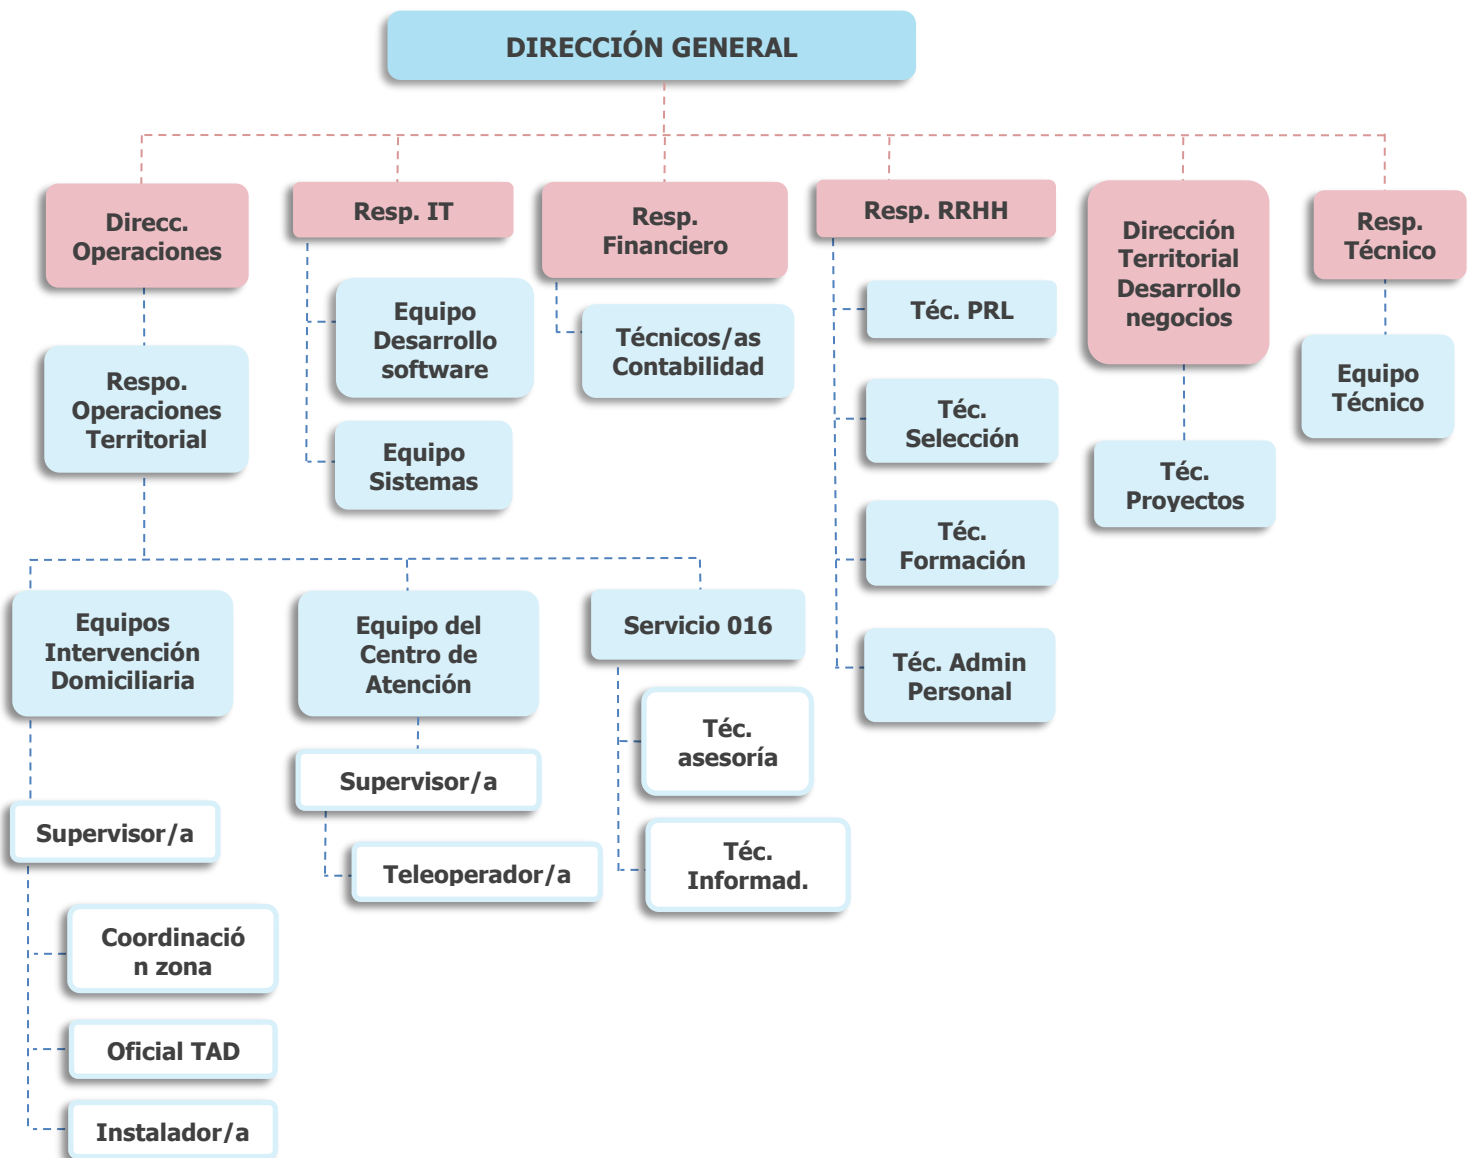 DIRECCIÓN GENERAL
Direcc.
Operaciones
Resp. IT
Resp.
Financiero
Resp. RRHH
Dirección
Territorial
Desarrollo
negocios
Resp.
Técnico
Respo.
Operaciones
Territorial
Equipo
Desarrollo
software
Equipo
Sistemas
Técnicos/as
Contabilidad
Téc. PRL
Téc.
Selección
Téc.
Formación
Téc. Admin
Personal
Téc.
Proyectos
Equipo
Técnico
Equipos
Intervención
Domiciliaria
Equipo del
Centro de
Atención
Servicio 016
Supervisor/a
Coordinació
n zona
Oficial TAD
Instalador/a
Supervisor/a
Teleoperador/a
Téc.
asesoría
Téc.
Informad.